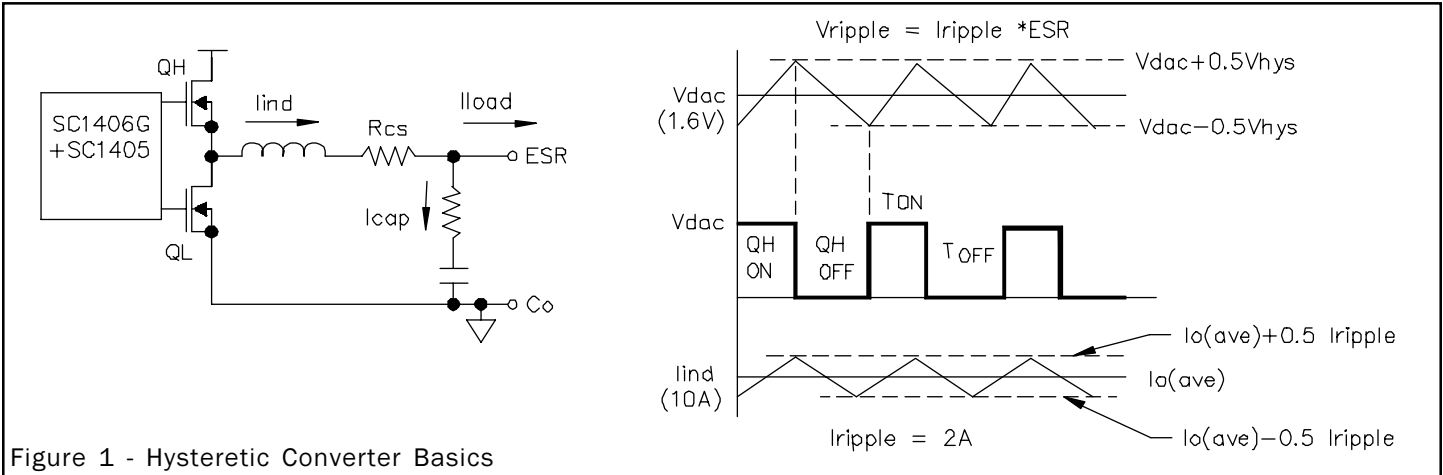 QH
SC1406G
+SC1405
QL
Iind
Rcs
Iload
ESR
Icap
Co
Vripple = Iripple *ESR
Vdac+0.5Vhys
Vdac
(1.6V)
Vdac-0.5Vhys
Vdac
QH
ON
QH
OFF
TON
TOFF
Io(ave)+0.5 Iripple
Iind
(10A)
Io(ave)
Iripple = 2A
Io(ave)-0.5 Iripple
Figure 1 - Hysteretic Converter Basics